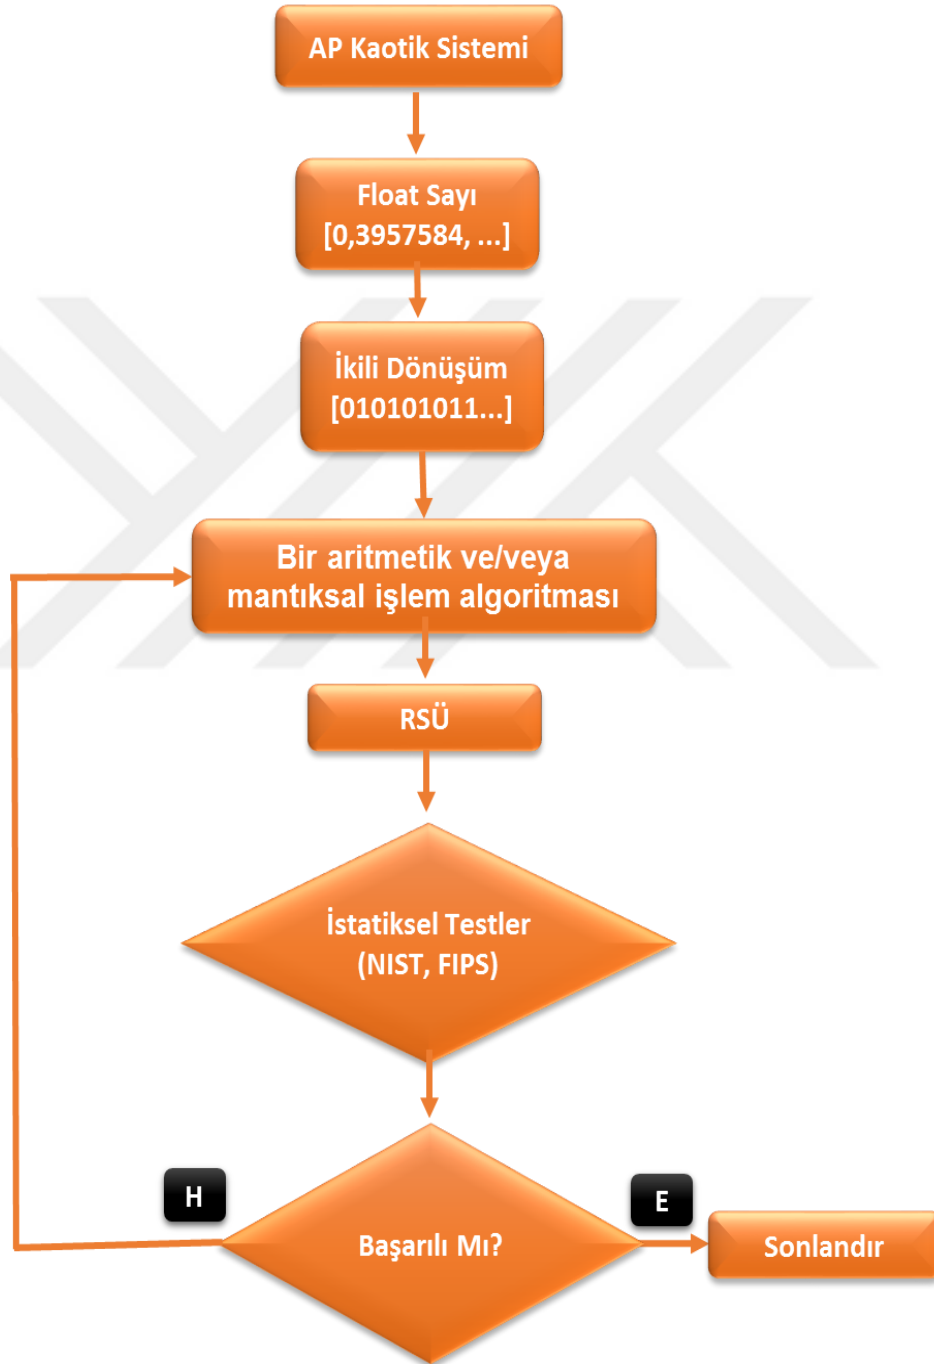 AP Kaotik Sistemi
Float Sayı
[0,3957584, ...]
İkili Dönüşüm
[010101011...]
Bir aritmetik ve/veya
mantıksal işlem algoritması
RSÜ
İstatiksel Testler
(NIST, FIPS)
H
E
Başarılı Mı?
Sonlandır